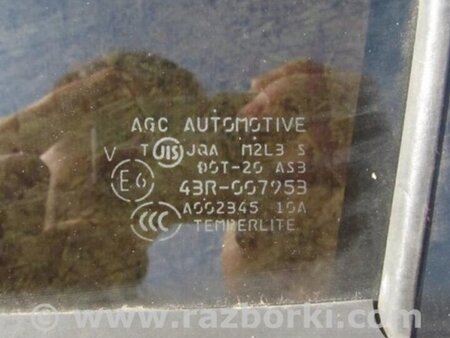 AGC AUTOMOTIVE
V T JIS JQA M2L3 S
DOT-20 AS3
E6 43R-007953
CCC A002345 10A
TEMPERLITE
www.razborki.com